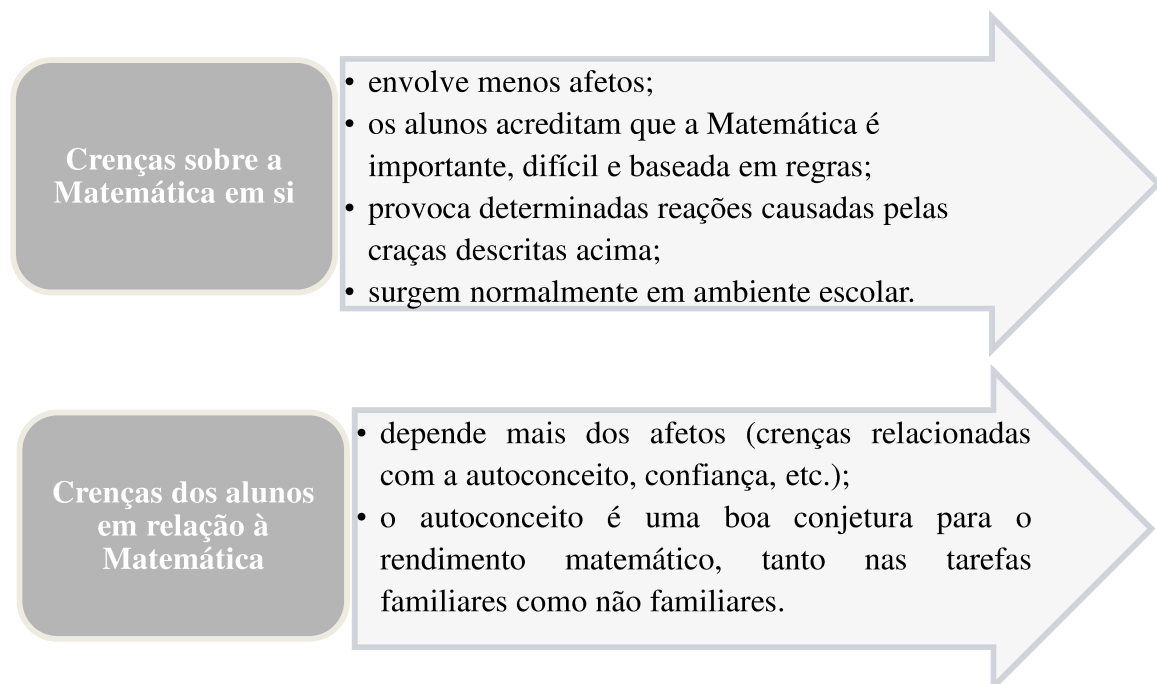 Crenças sobre a
Matemática em si
• envolve menos afetos;
• os alunos acreditam que a Matemática é
importante, difícil e baseada em regras;
• provoca determinadas reações causadas pelas
craças descritas acima;
• surgem normalmente em ambiente escolar.
Crenças dos alunos
em relação à
Matemática
• depende mais dos afetos (crenças relacionadas
com a autoconceito, confiança, etc.);
• o autoconceito é uma boa conjetura para o
rendimento matemático, tanto nas tarefas
familiares como não familiares.